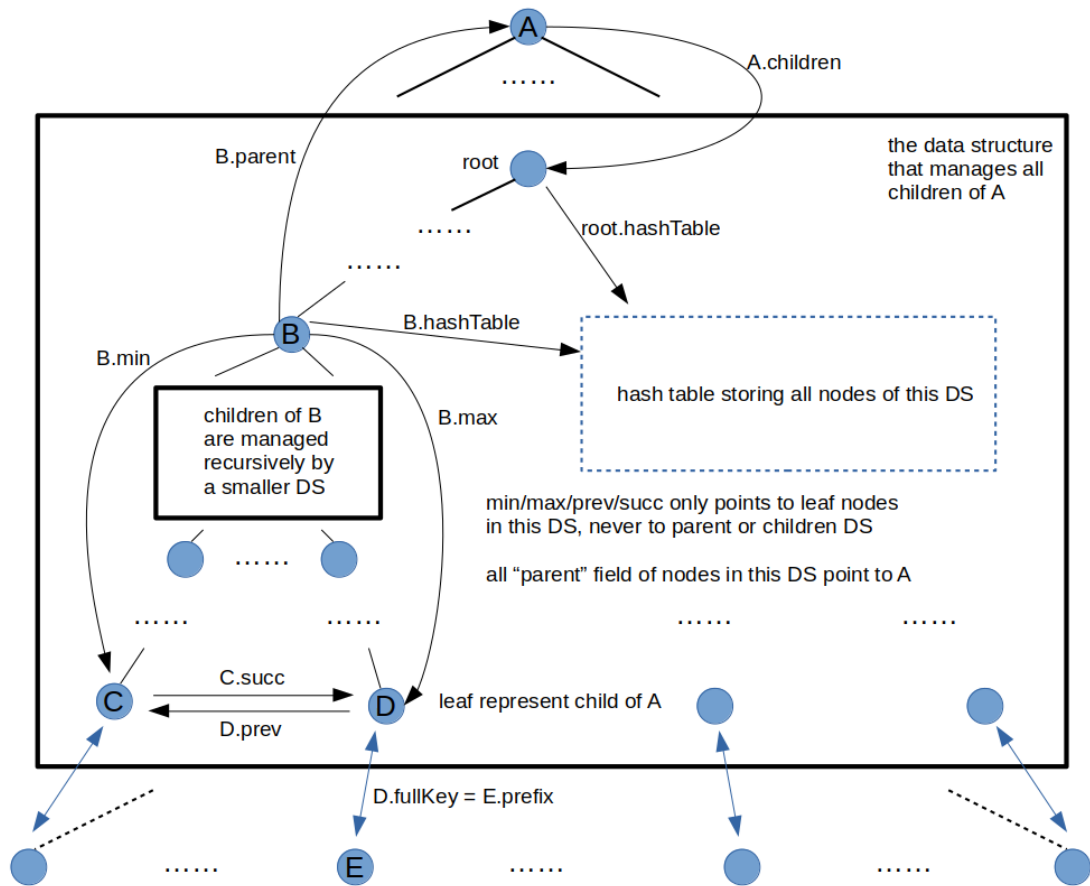 A
A.children
......
B.parent
root
the data structure
that manages all
children of A
......
root.hashTable
......
B
B.hashTable
B.min
hash table storing all nodes of this DS
children of B
are managed
recursively by
a smaller DS
B.max
min/max/prev/succ only points to leaf nodes
in this DS, never to parent or children DS
......
all “parent” field of nodes in this DS point to A
......
......
......
......
C.succ
C
D
leaf represent child of A
D.prev
D.fullKey = E.prefix
......
E
......
......